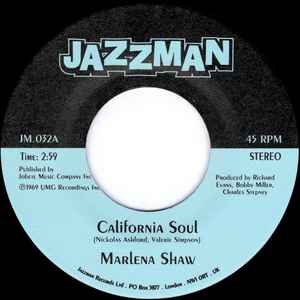 JAZZMAN
JM.032A
45 RPM
Time: 2:59
STEREO
Published by
Jobete Music Company Inc
Produced by Richard
Evans, Bobby Miller,
Charles Stepney
©1969 UMG Recordings Inc
California Soul
(Nickolas Ashford, Valerie Simpson)
Marlena Shaw
Jazzman Records Ltd . PO Box 3877 . London . NW1 0RT . UK